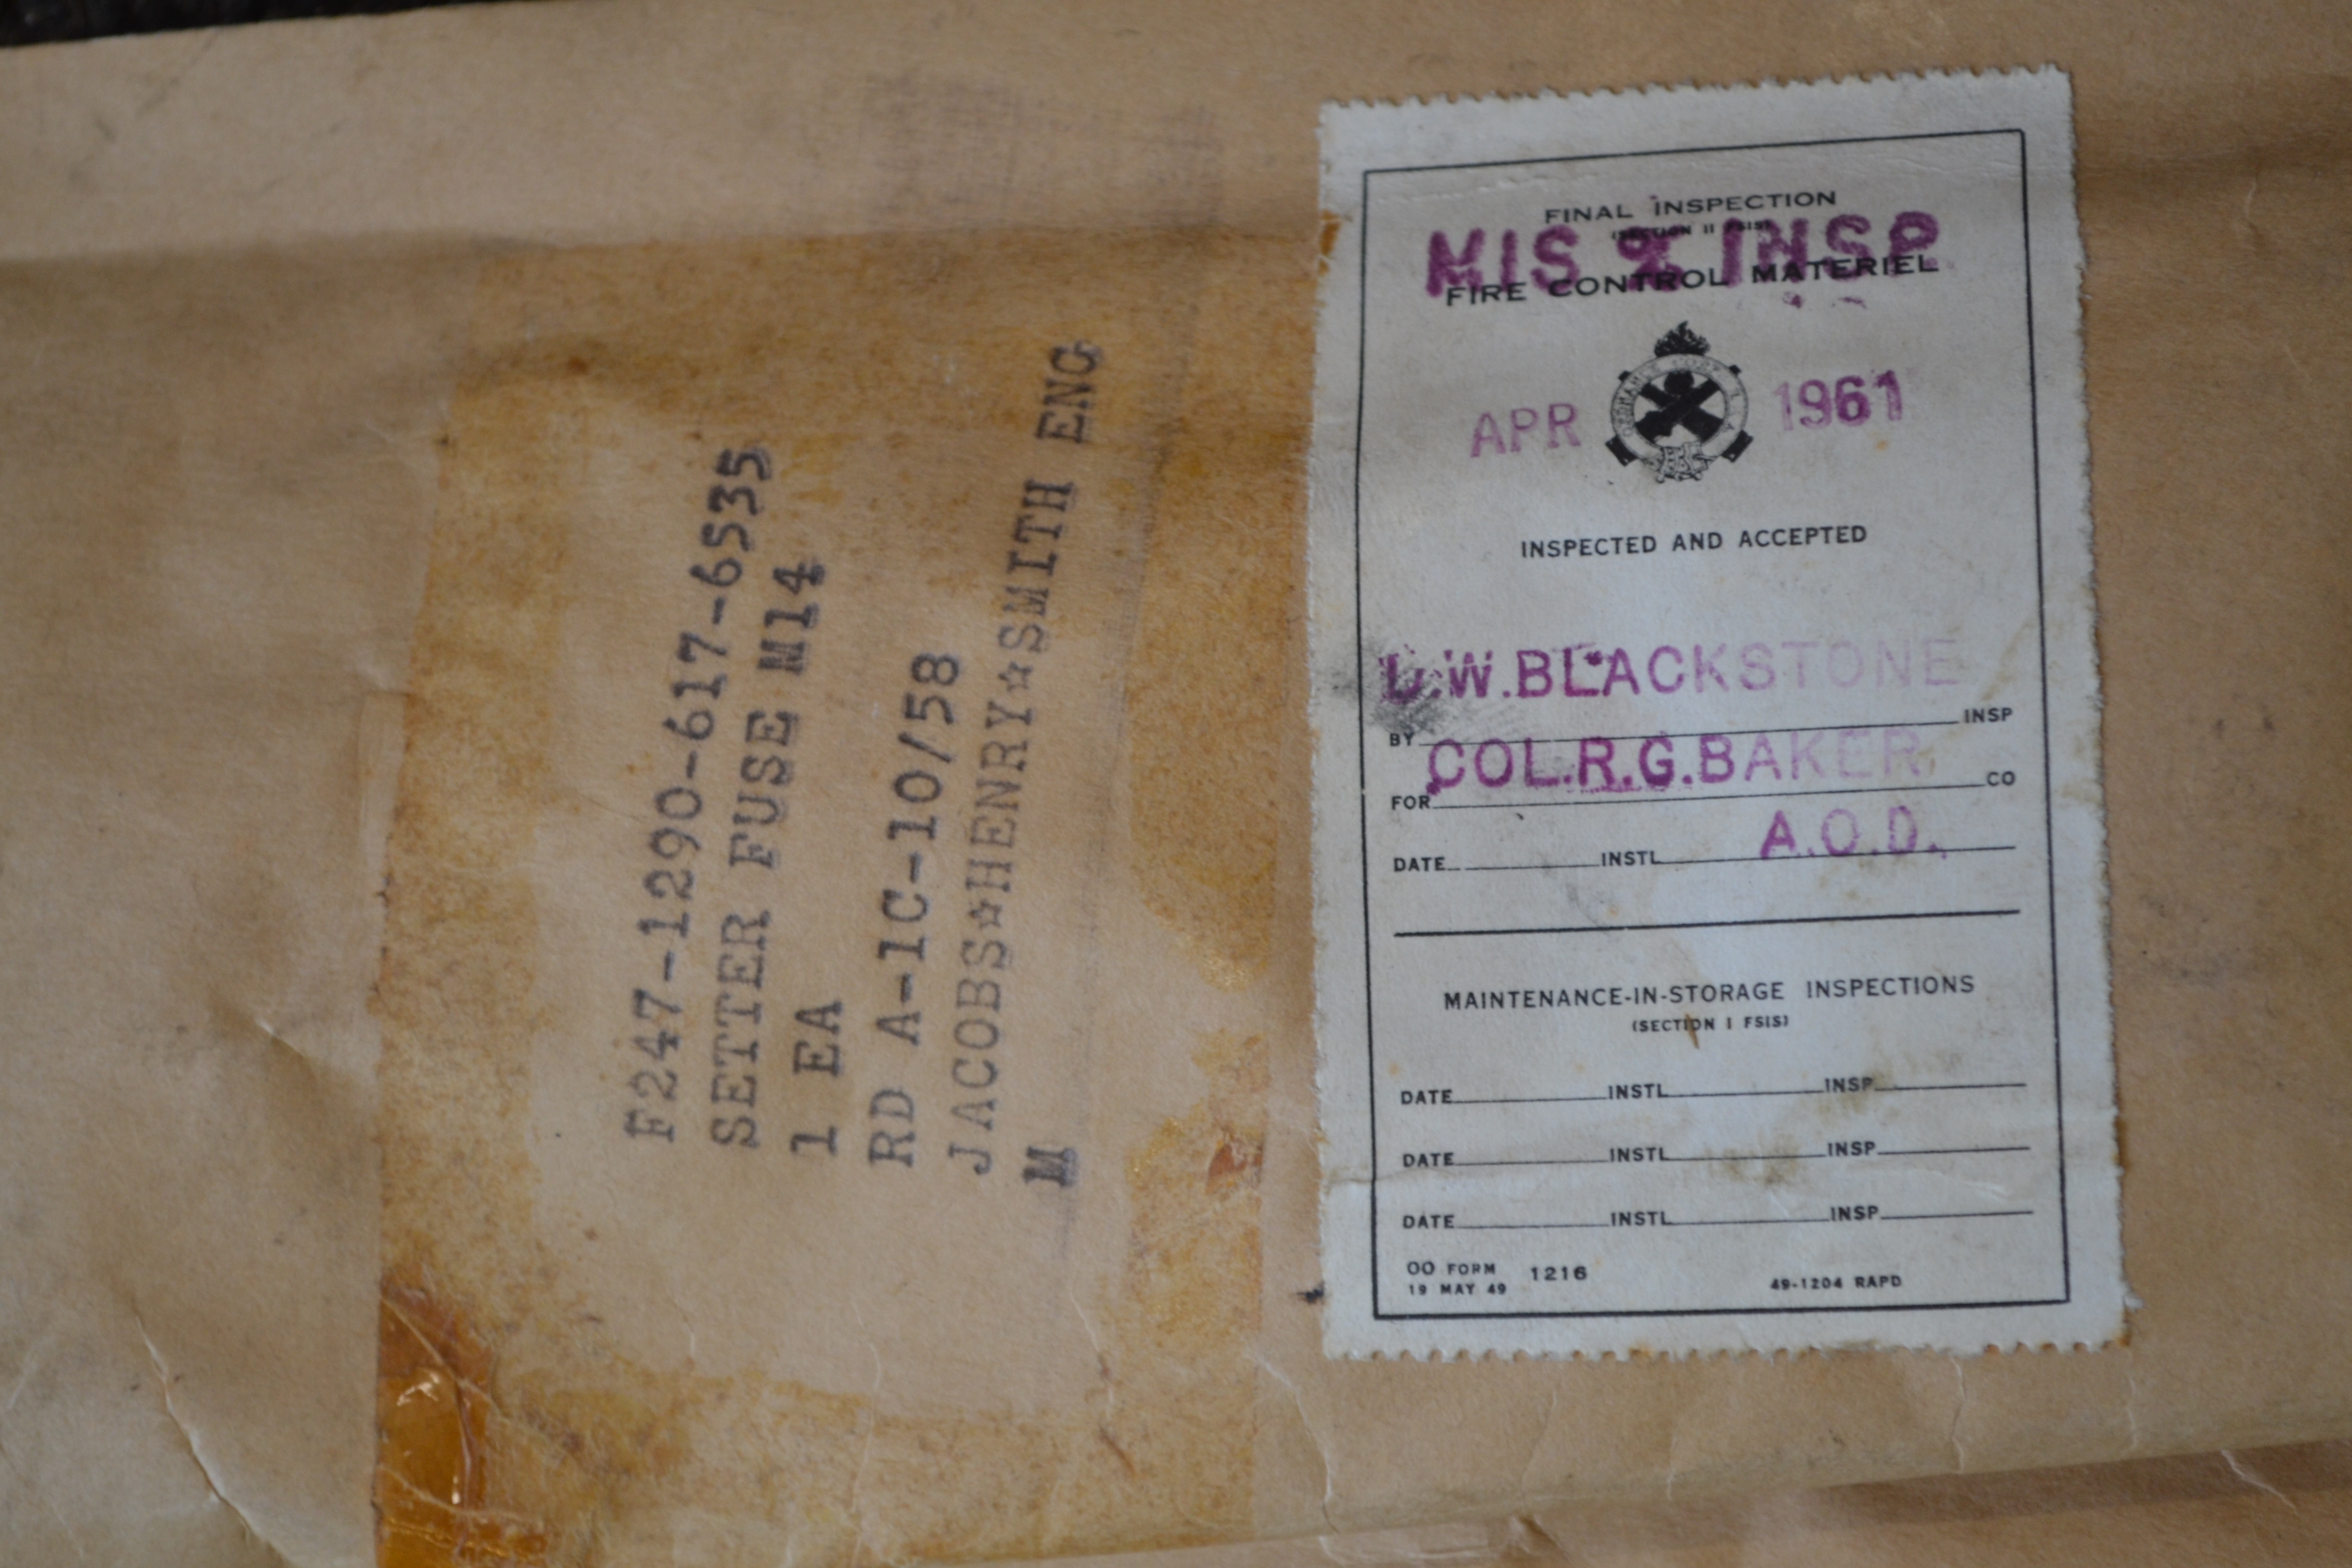 F247-1290-617-6535
SETTER FUSE M14
1 EA
RD A-1C-10/58
JACOBS☆HENRY☆SMITH ENG
M
FINAL INSPECTION
(SECTION II FSIS)
MIS & INSP
FIRE CONTROL MATERIEL
APR 1961
INSPECTED AND ACCEPTED
L.W.BLACKSTONE
BY INSP
COL.R.G.BAKER
FOR CO
A.O.D.
DATE INSTL
MAINTENANCE-IN-STORAGE INSPECTIONS
(SECTION I FSIS)
DATE INSTL INSP
DATE INSTL INSP
DATE INSTL INSP
OO FORM 1216
19 MAY 49
49-1204 RAPD